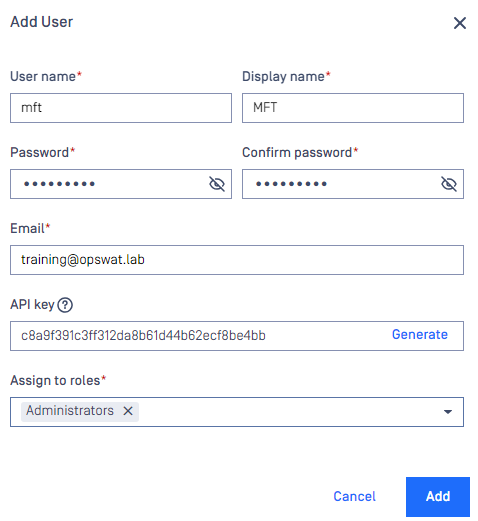 Add User
User name* Display name*
mft MFT
Password* Confirm password*
••••••••• •••••••••
Email*
training@opswat.lab
API key
c8a9f391c3ff312da8b61d44b62ecf8be4bb Generate
Assign to roles*
Administrators
Cancel Add